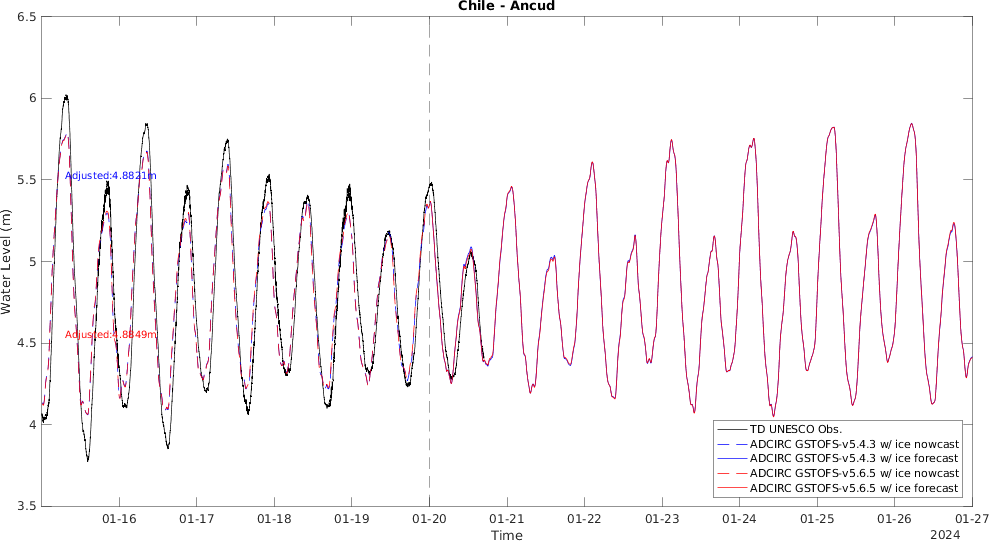 Chile - Ancud
6.5
6
5.5
5
4.5
4
3.5
Water Level (m)
Adjusted:4.8821m
Adjusted:4.8849m
TD UNESCO Obs.
ADCIRC GSTOFS-v5.4.3 w/ ice nowcast
ADCIRC GSTOFS-v5.4.3 w/ ice forecast
ADCIRC GSTOFS-v5.6.5 w/ ice nowcast
ADCIRC GSTOFS-v5.6.5 w/ ice forecast
01-16 01-17 01-18 01-19 01-20 01-21 01-22 01-23 01-24 01-25 01-26 01-27
Time
2024